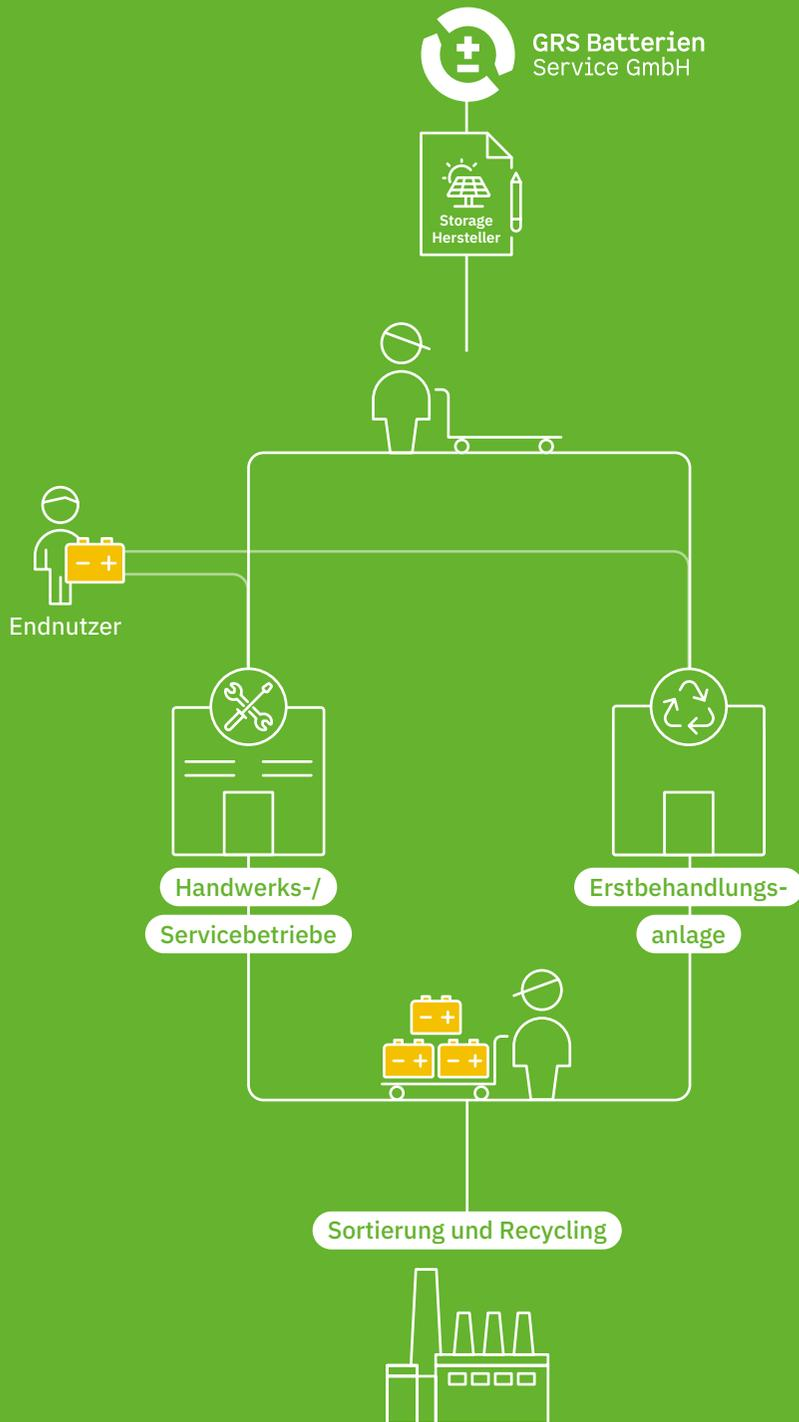 GRS Batterien
Service GmbH
Storage
Hersteller
Endnutzer
Handwerks-/
Servicebetriebe
Erstbehandlungs-
anlage
Sortierung und Recycling